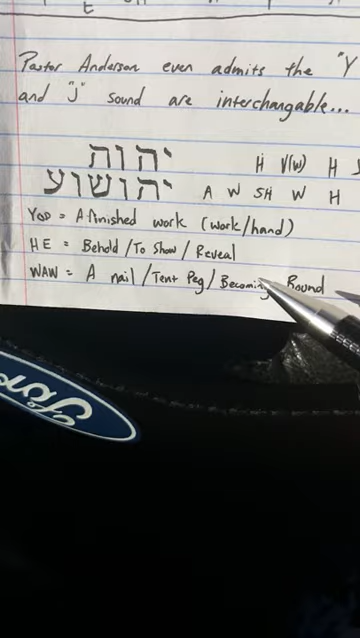 Pastor Anderson even admits the "Y
and "J" sound are interchangable...
יהוה H V(W) H
יהושוע A W SH W H
YOD = A finished work (work/hand)
HE = Behold/To Show/Reveal
WAW = A nail/Tent Peg/Becoming Bound
Ford